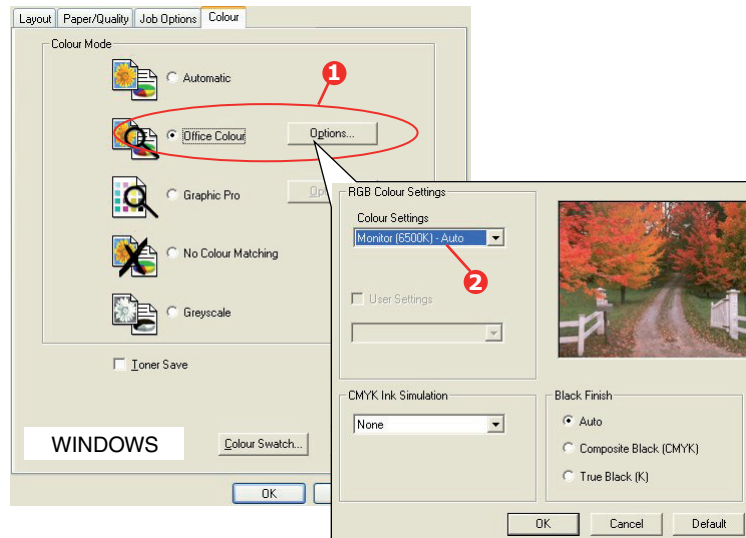 Layout Paper/Quality Job Options Colour
Colour Mode
Automatic
1
Office Colour
Options...
Graphic Pro
No Colour Matching
Greyscale
Toner Save
WINDOWS
Colour Swatch...
OK
RGB Colour Settings
Colour Settings
Monitor (6500K) - Auto
2
User Settings
CMYK Ink Simulation
None
Black Finish
Auto
Composite Black (CMYK)
True Black (K)
OK Cancel Default